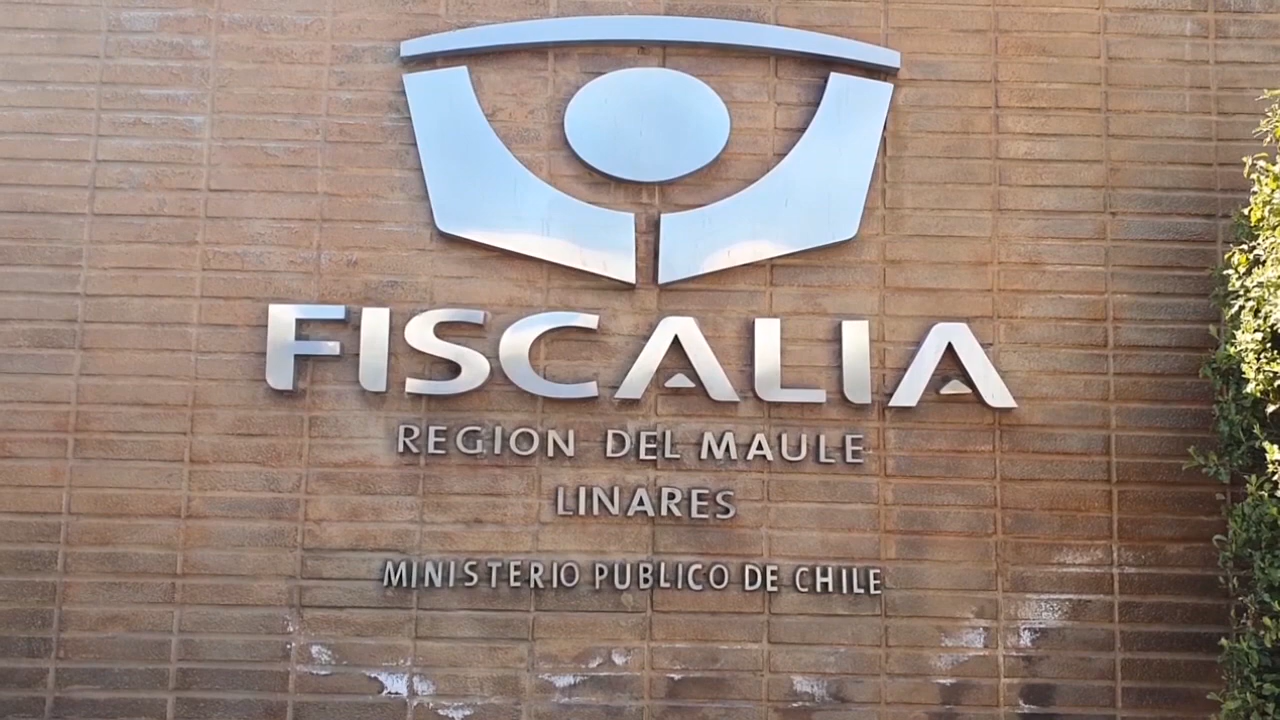 FISCALIA
REGION DEL MAULE
LINARES
MINISTERIO PUBLICO DE CHILE